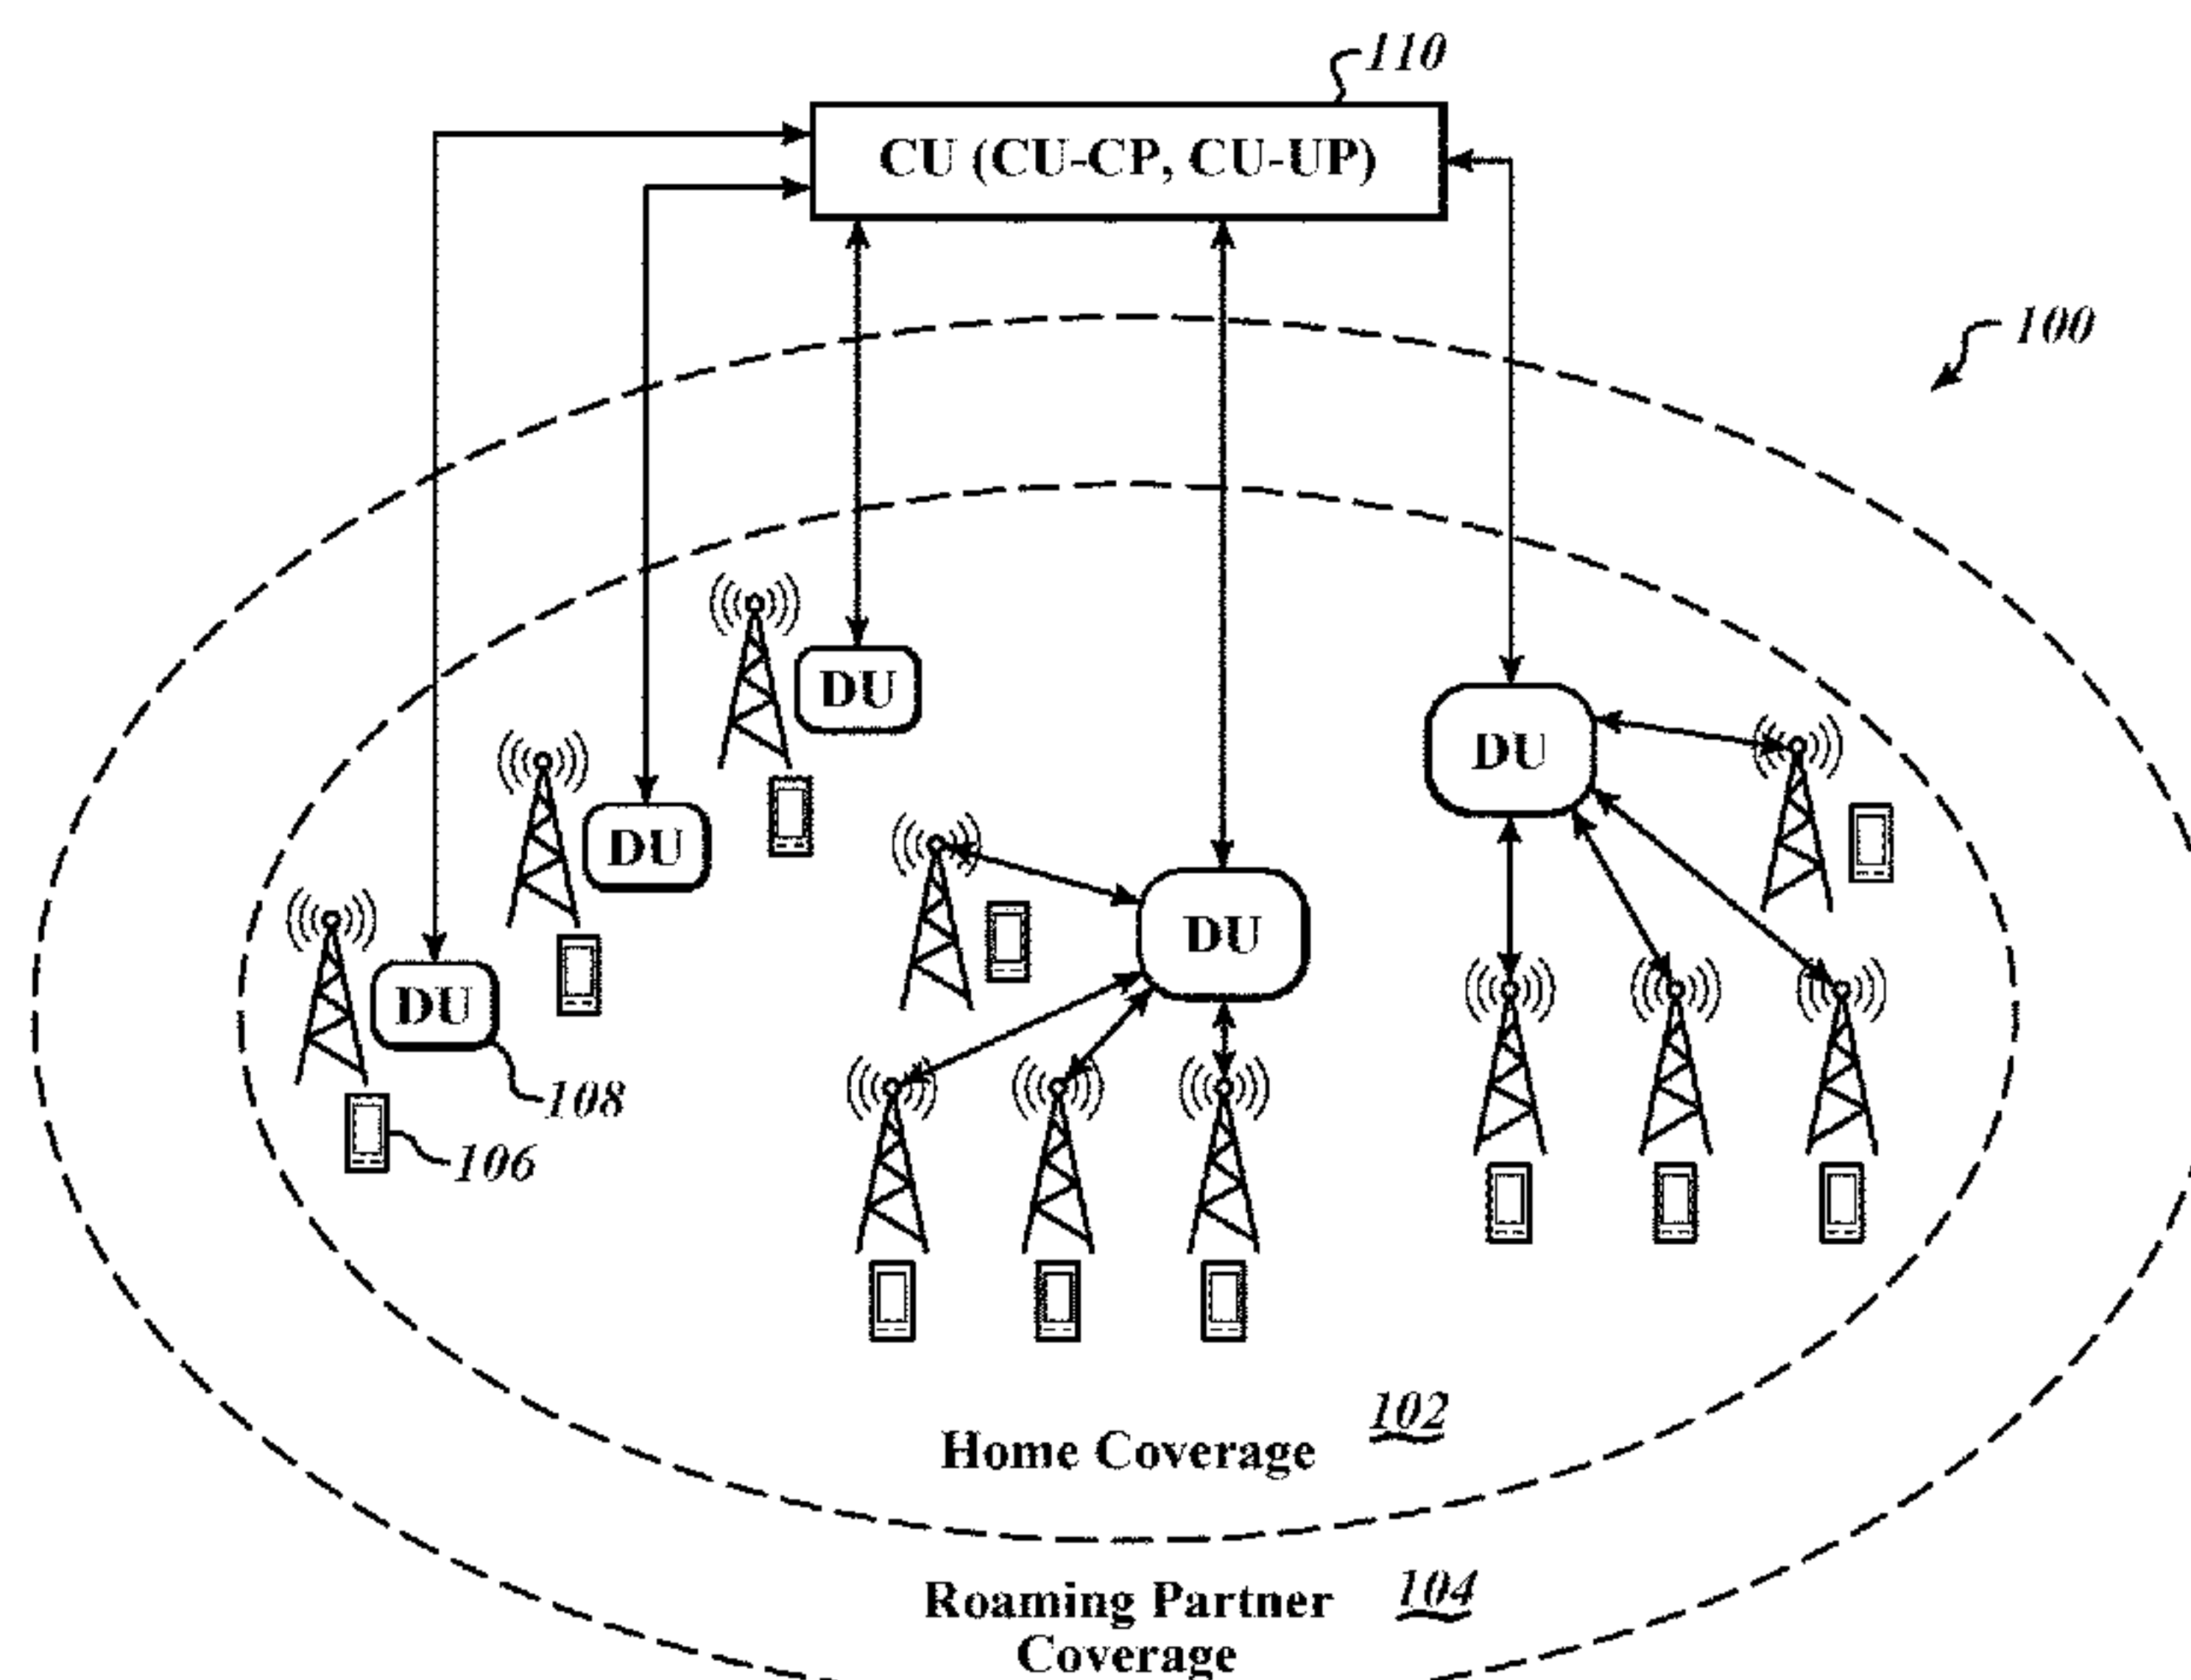 110
CU (CU-CP, CU-UP)
100
DU
DU
DU
DU
DU
108
106
102
Home Coverage
104
Roaming Partner
Coverage